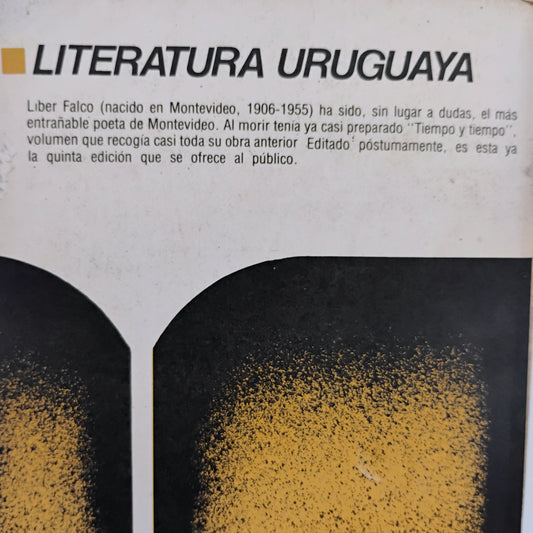 LITERATURA URUGUAYA
Líber Falco (nacido en Montevideo, 1906-1955) ha sido, sin lugar a dudas, el más
entrañable poeta de Montevideo. Al morir tenía ya casi preparado "Tiempo y tiempo",
volumen que recogía casi toda su obra anterior Editado póstumamente, es esta ya
la quinta edición que se ofrece al público.